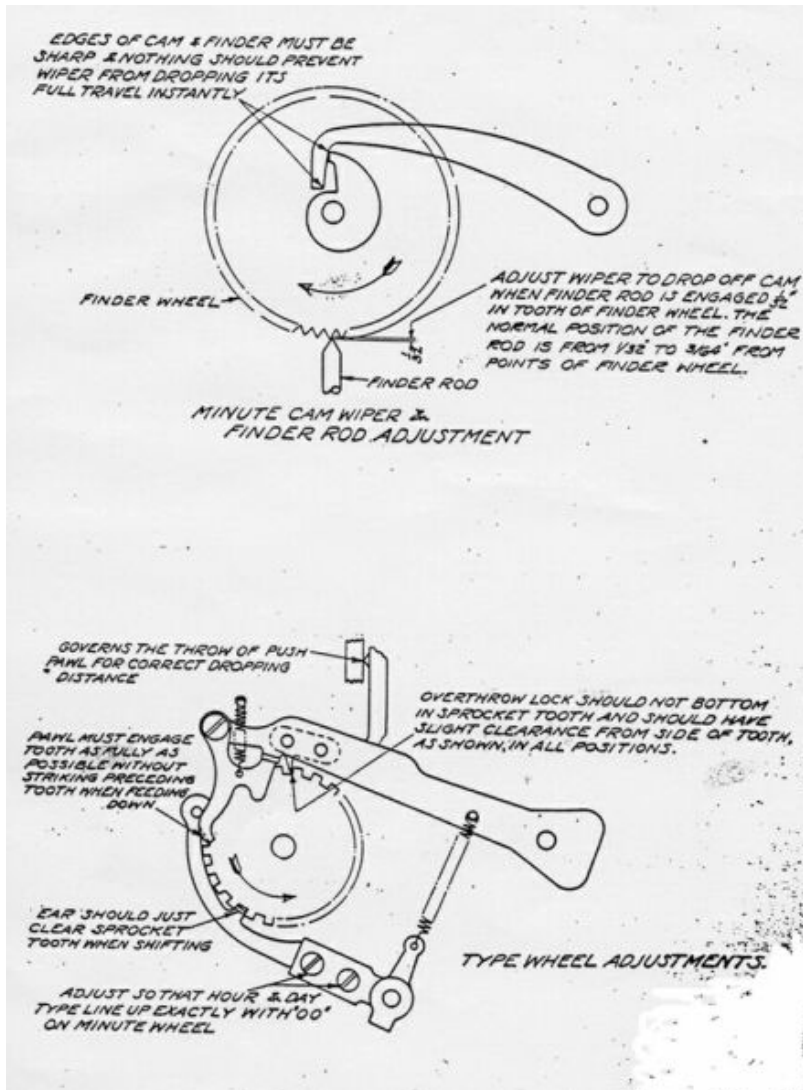 EDGES OF CAM & FINDER MUST BE
SHARP & NOTHING SHOULD PREVENT
WIPER FROM DROPPING ITS
FULL TRAVEL INSTANTLY
FINDER WHEEL
ADJUST WIPER TO DROP OFF CAM
WHEN FINDER ROD IS ENGAGED 1/32"
IN TOOTH OF FINDER WHEEL. THE
NORMAL POSITION OF THE FINDER
ROD IS FROM 1/32" TO 3/64" FROM
POINTS OF FINDER WHEEL.
1/32
FINDER ROD
MINUTE CAM WIPER &
FINDER ROD ADJUSTMENT
GOVERNS THE THROW OF PUSH
PAWL FOR CORRECT DROPPING
DISTANCE
OVERTHROW LOCK SHOULD NOT BOTTOM
IN SPROCKET TOOTH AND SHOULD HAVE
SLIGHT CLEARANCE FROM SIDE OF TOOTH,
AS SHOWN, IN ALL POSITIONS.
PAWL MUST ENGAGE
TOOTH AS FULLY AS
POSSIBLE WITHOUT
STRIKING PRECEDING
TOOTH WHEN FEEDING
DOWN
EAR SHOULD JUST
CLEAR SPROCKET
TOOTH WHEN SHIFTING
TYPE WHEEL ADJUSTMENTS.
ADJUST SO THAT HOUR & DAY
TYPE LINE UP EXACTLY WITH "00"
ON MINUTE WHEEL